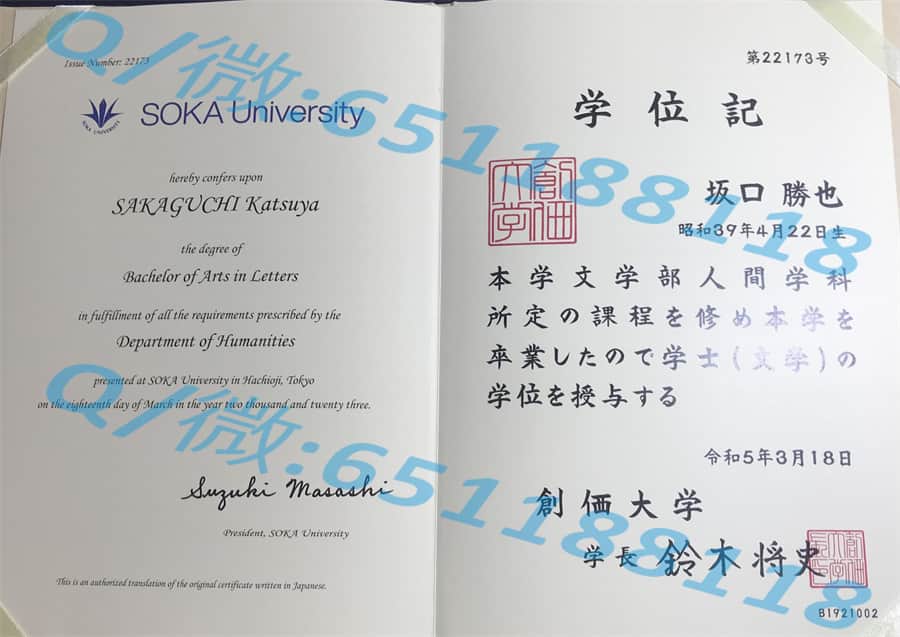 Issue Number: 22173
SOKA UNIVERSITY
SOKA University
hereby confers upon
SAKAGUCHI Katsuya
the degree of
Bachelor of Arts in Letters
in fulfillment of all the requirements prescribed by the
Department of Humanities
presented at SOKA University in Hachioji, Tokyo
on the eighteenth day of March in the year two thousand and twenty three.
Suzuki Masashi
President, SOKA University
This is an authorized translation of the original certificate written in Japanese.
第22173号
学位記
創価大学
坂口 勝也
昭和39年4月22日生
本学文学部人間学科
所定の課程を修め本学を
卒業したので学士(文学)の
学位を授与する
令和5年3月18日
創価大学
学長 鈴木将史
B1921002
Q/微:651188118
Q/微:651188118